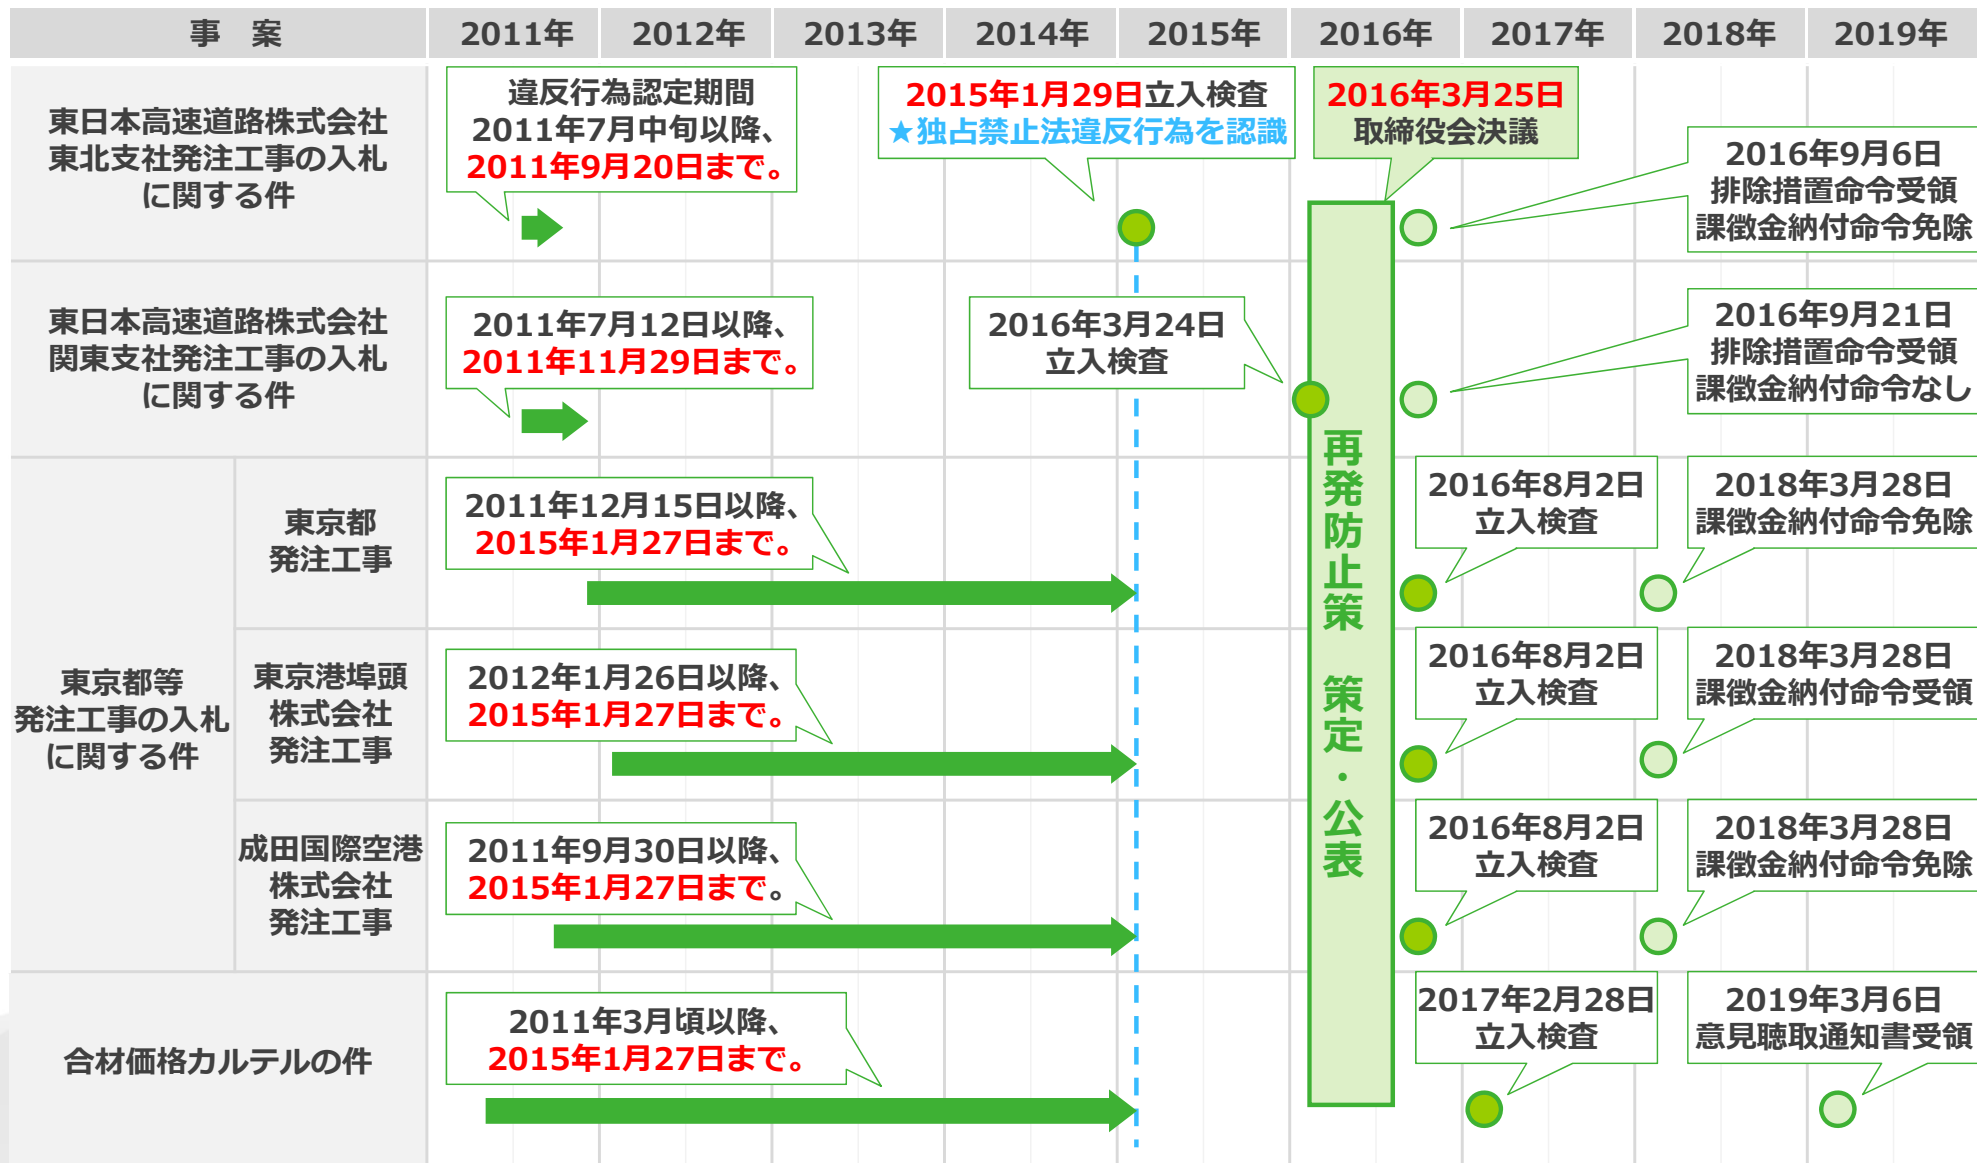 事　案
2011年
2012年
2013年
2014年
2015年
2016年
2017年
2018年
2019年
東日本高速道路株式会社
東北支社発注工事の入札
に関する件
違反行為認定期間
2011年7月中旬以降、
2011年9月20日まで。
2015年1月29日立入検査
★独占禁止法違反行為を認識
2016年3月25日
取締役会決議
2016年9月6日
排除措置命令受領
課徴金納付命令免除
東日本高速道路株式会社
関東支社発注工事の入札
に関する件
2011年7月12日以降、
2011年11月29日まで。
2016年3月24日
立入検査
2016年9月21日
排除措置命令受領
課徴金納付命令なし
再発防止策　策定・公表
東京都等
発注工事の入札
に関する件
東京都
発注工事
2011年12月15日以降、
2015年1月27日まで。
2016年8月2日
立入検査
2018年3月28日
課徴金納付命令免除
東京港埠頭
株式会社
発注工事
2012年1月26日以降、
2015年1月27日まで。
2016年8月2日
立入検査
2018年3月28日
課徴金納付命令受領
成田国際空港
株式会社
発注工事
2011年9月30日以降、
2015年1月27日まで。
2016年8月2日
立入検査
2018年3月28日
課徴金納付命令免除
合材価格カルテルの件
2011年3月頃以降、
2015年1月27日まで。
2017年2月28日
立入検査
2019年3月6日
意見聴取通知書受領